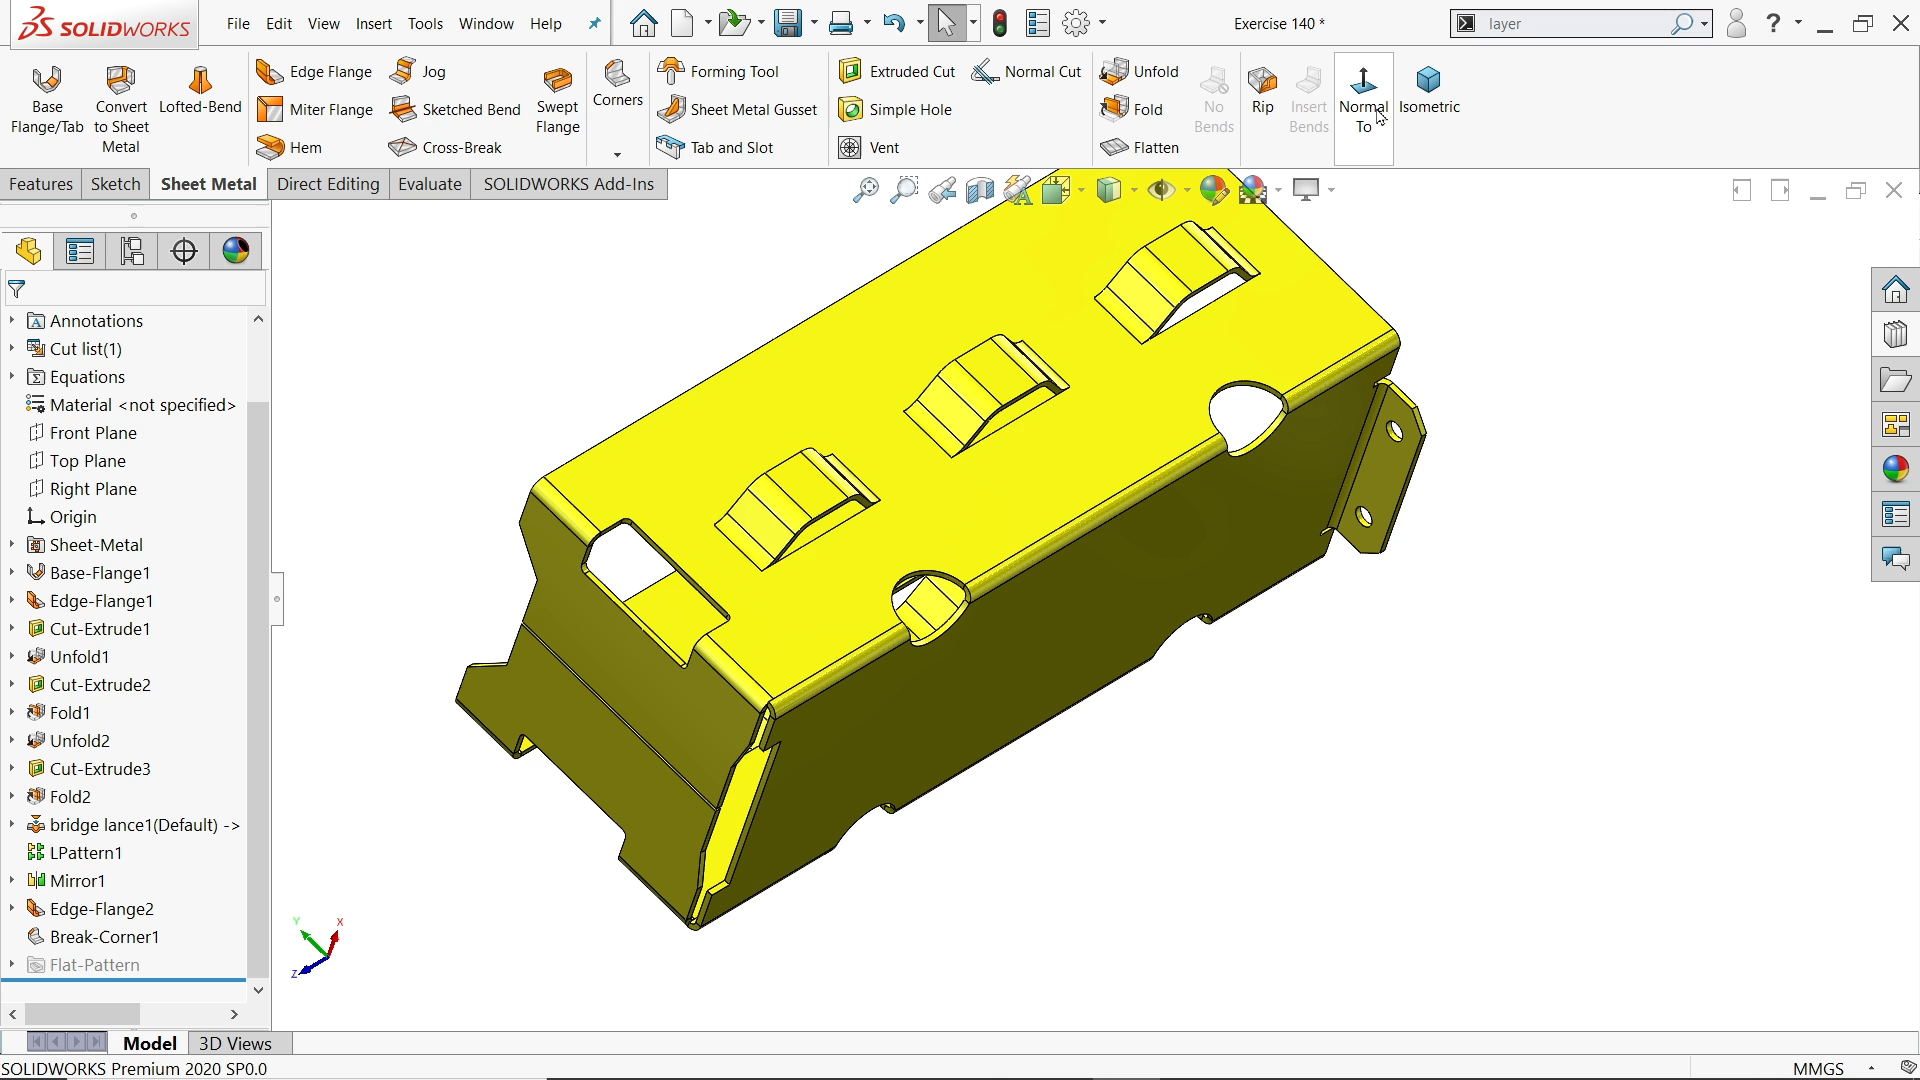 SOLIDWORKS File Edit View Insert Tools Window Help Exercise 140 * layer ?
Base Flange/Tab
Convert to Sheet Metal
Lofted-Bend
Edge Flange
Miter Flange
Hem
Jog
Sketched Bend
Cross-Break
Swept Flange
Corners
Forming Tool
Sheet Metal Gusset
Tab and Slot
Extruded Cut
Simple Hole
Vent
Normal Cut
Unfold
Fold
Flatten
No Bends
Rip
Insert Bends
Normal To
Isometric
Features Sketch Sheet Metal Direct Editing Evaluate SOLIDWORKS Add-Ins
Annotations
Cut list(1)
Equations
Material <not specified>
Front Plane
Top Plane
Right Plane
Origin
Sheet-Metal
Base-Flange1
Edge-Flange1
Cut-Extrude1
Unfold1
Cut-Extrude2
Fold1
Unfold2
Cut-Extrude3
Fold2
bridge lance1(Default) ->
LPattern1
Mirror1
Edge-Flange2
Break-Corner1
Flat-Pattern
Y X
Z
Model 3D Views
SOLIDWORKS Premium 2020 SP0.0 MMGS